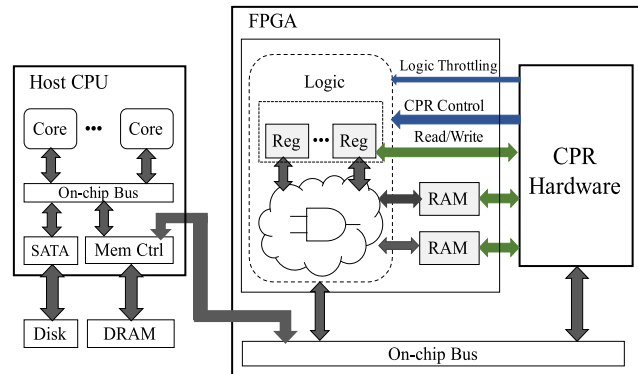 FPGA
Host CPU
Core ••• Core
On-chip Bus
SATA
Mem Ctrl
Disk
DRAM
Logic
Reg ••• Reg
Logic Throttling
CPR Control
Read/Write
RAM
RAM
CPR
Hardware
On-chip Bus